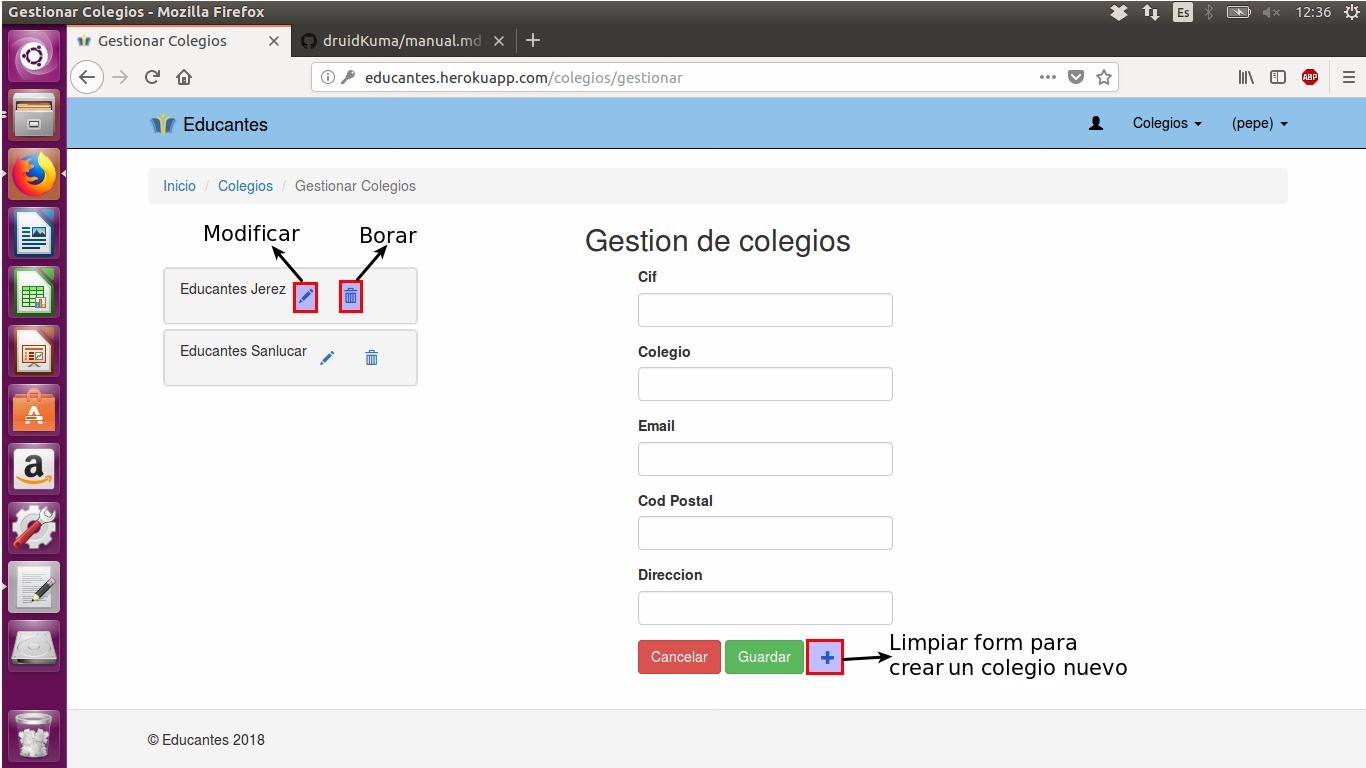 Gestionar Colegios - Mozilla Firefox
Es
12:36
Gestionar Colegios
druidKuma/manual.md
educantes.herokuapp.com/colegios/gestionar
ABP
Educantes
Colegios
(pepe)
Inicio / Colegios / Gestionar Colegios
Modificar
Borar
Educantes Jerez
Educantes Sanlucar
Gestion de colegios
Cif
Colegio
Email
Cod Postal
Direccion
Cancelar
Guardar
+
Limpiar form para
crear un colegio nuevo
© Educantes 2018